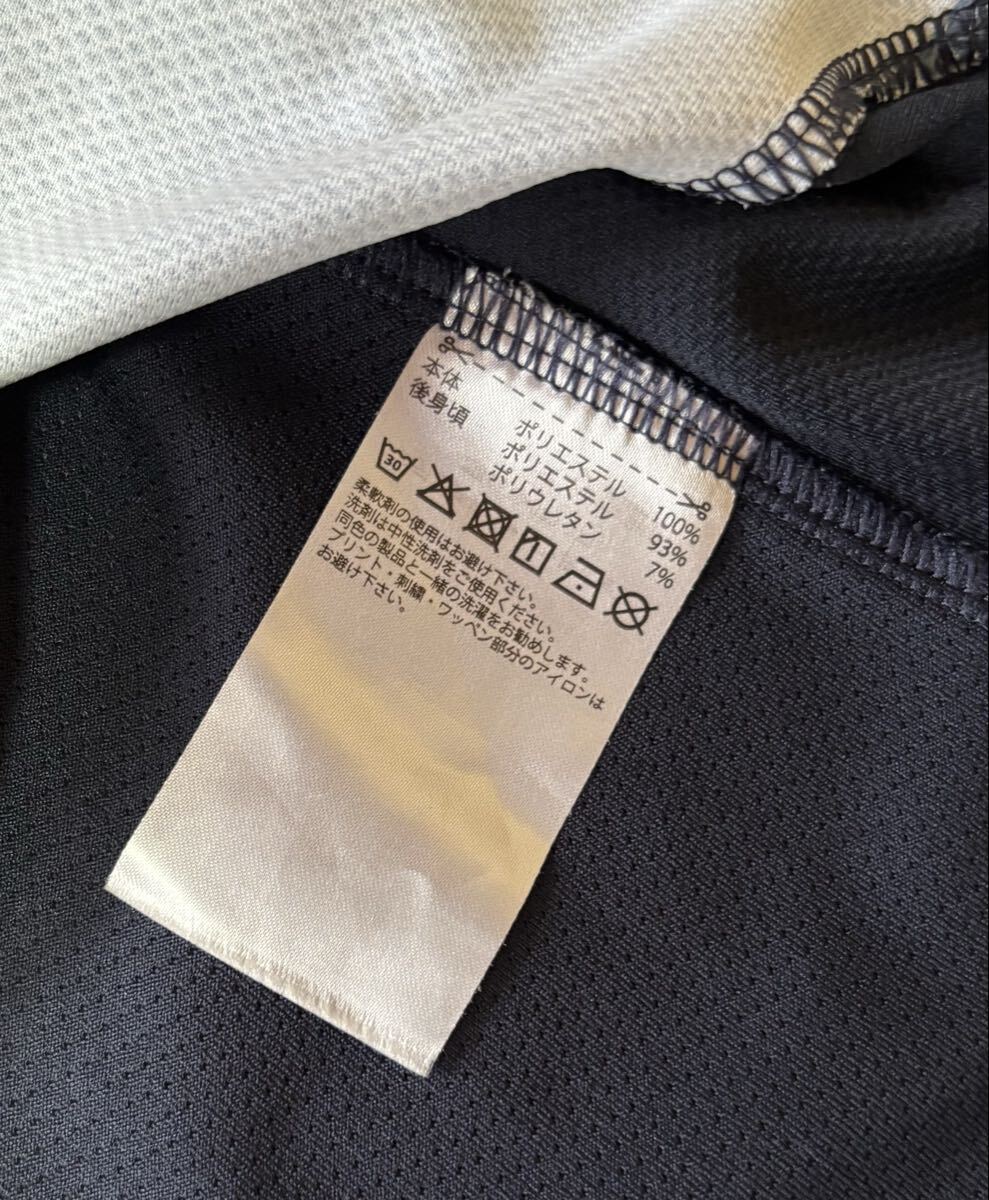 本体 ポリエステル 100%
後身頃 ポリエステル 93%
ポリウレタン 7%
30
柔軟剤の使用はお避け下さい。
洗剤は中性洗剤をご使用ください。
同色の製品と一緒の洗濯をお勧めします。
プリント・刺繍・ワッペン部分のアイロンは
お避け下さい。